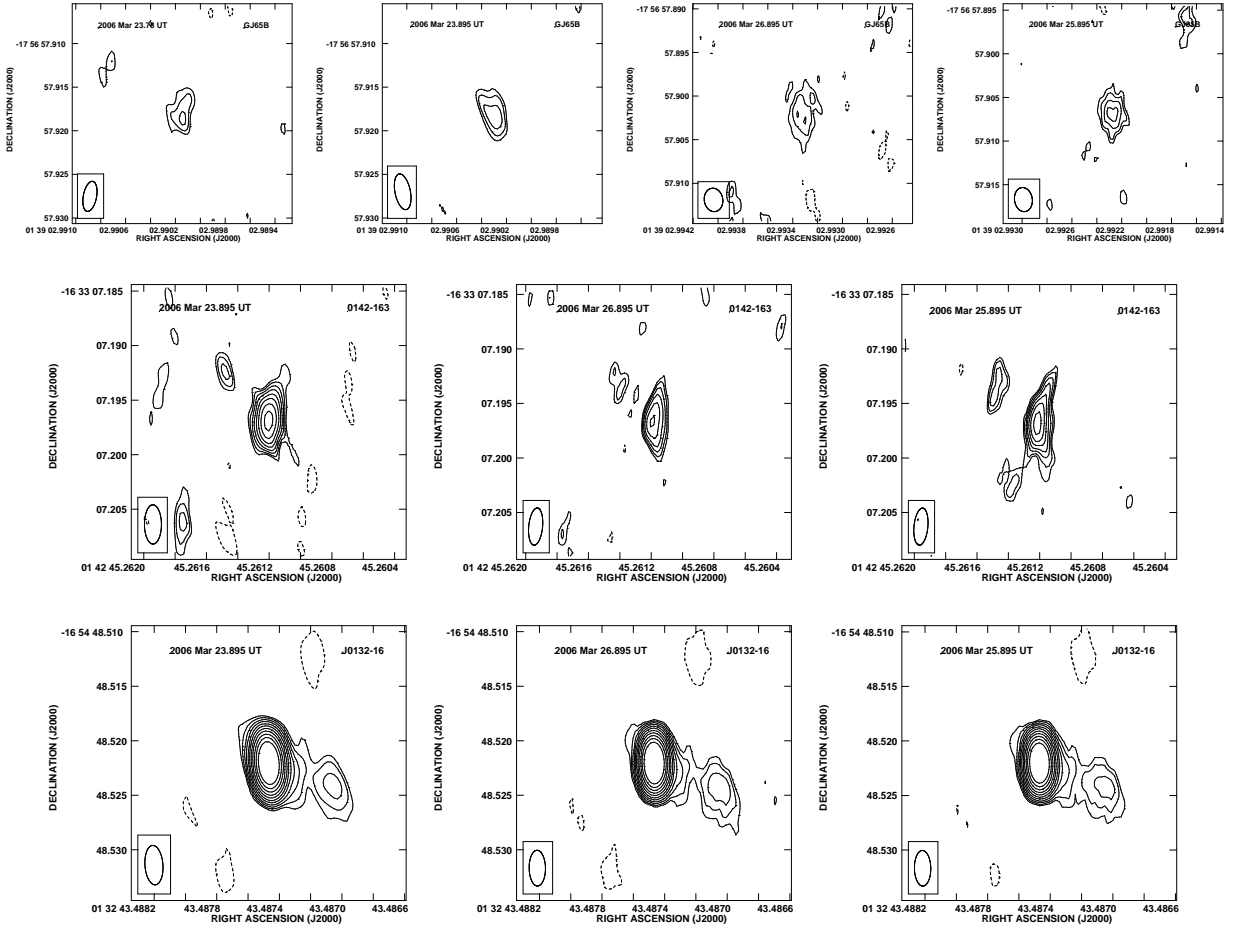 2006 Mar 23.78 UT GJ65B
-17 56 57.910
57.915
57.920
57.925
57.930
DECLINATION (J2000)
01 39 02.9910 02.9906 02.9902 02.9898 02.9894
RIGHT ASCENSION (J2000)
2006 Mar 23.895 UT GJ65B
-17 56 57.910
57.915
57.920
57.925
57.930
DECLINATION (J2000)
01 39 02.9910 02.9906 02.9902 02.9898
RIGHT ASCENSION (J2000)
2006 Mar 26.895 UT GJ65B
-17 56 57.890
57.895
57.900
57.905
57.910
DECLINATION (J2000)
01 39 02.9942 02.9938 02.9934 02.9930 02.9926
RIGHT ASCENSION (J2000)
2006 Mar 25.895 UT GJ65B
-17 56 57.895
57.900
57.905
57.910
57.915
DECLINATION (J2000)
01 39 02.9930 02.9926 02.9922 02.9918 02.9914
RIGHT ASCENSION (J2000)
2006 Mar 23.895 UT 0142-163
-16 33 07.185
07.190
07.195
07.200
07.205
DECLINATION (J2000)
01 42 45.2620 45.2616 45.2612 45.2608 45.2604
RIGHT ASCENSION (J2000)
2006 Mar 26.895 UT 0142-163
-16 33 07.185
07.190
07.195
07.200
07.205
DECLINATION (J2000)
01 42 45.2620 45.2616 45.2612 45.2608 45.2604
RIGHT ASCENSION (J2000)
2006 Mar 25.895 UT 0142-163
-16 33 07.185
07.190
07.195
07.200
07.205
DECLINATION (J2000)
01 42 45.2620 45.2616 45.2612 45.2608 45.2604
RIGHT ASCENSION (J2000)
2006 Mar 23.895 UT J0132-16
-16 54 48.510
48.515
48.520
48.525
48.530
DECLINATION (J2000)
01 32 43.4882 43.4878 43.4874 43.4870 43.4866
RIGHT ASCENSION (J2000)
2006 Mar 26.895 UT J0132-16
-16 54 48.510
48.515
48.520
48.525
48.530
DECLINATION (J2000)
01 32 43.4882 43.4878 43.4874 43.4870 43.4866
RIGHT ASCENSION (J2000)
2006 Mar 25.895 UT J0132-16
-16 54 48.510
48.515
48.520
48.525
48.530
DECLINATION (J2000)
01 32 43.4882 43.4878 43.4874 43.4870 43.4866
RIGHT ASCENSION (J2000)